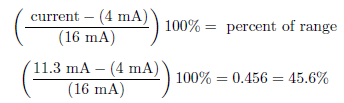 ( current − (4 mA) / (16 mA) ) 100% = percent of range
( 11.3 mA − (4 mA) / (16 mA) ) 100% = 0.456 = 45.6%